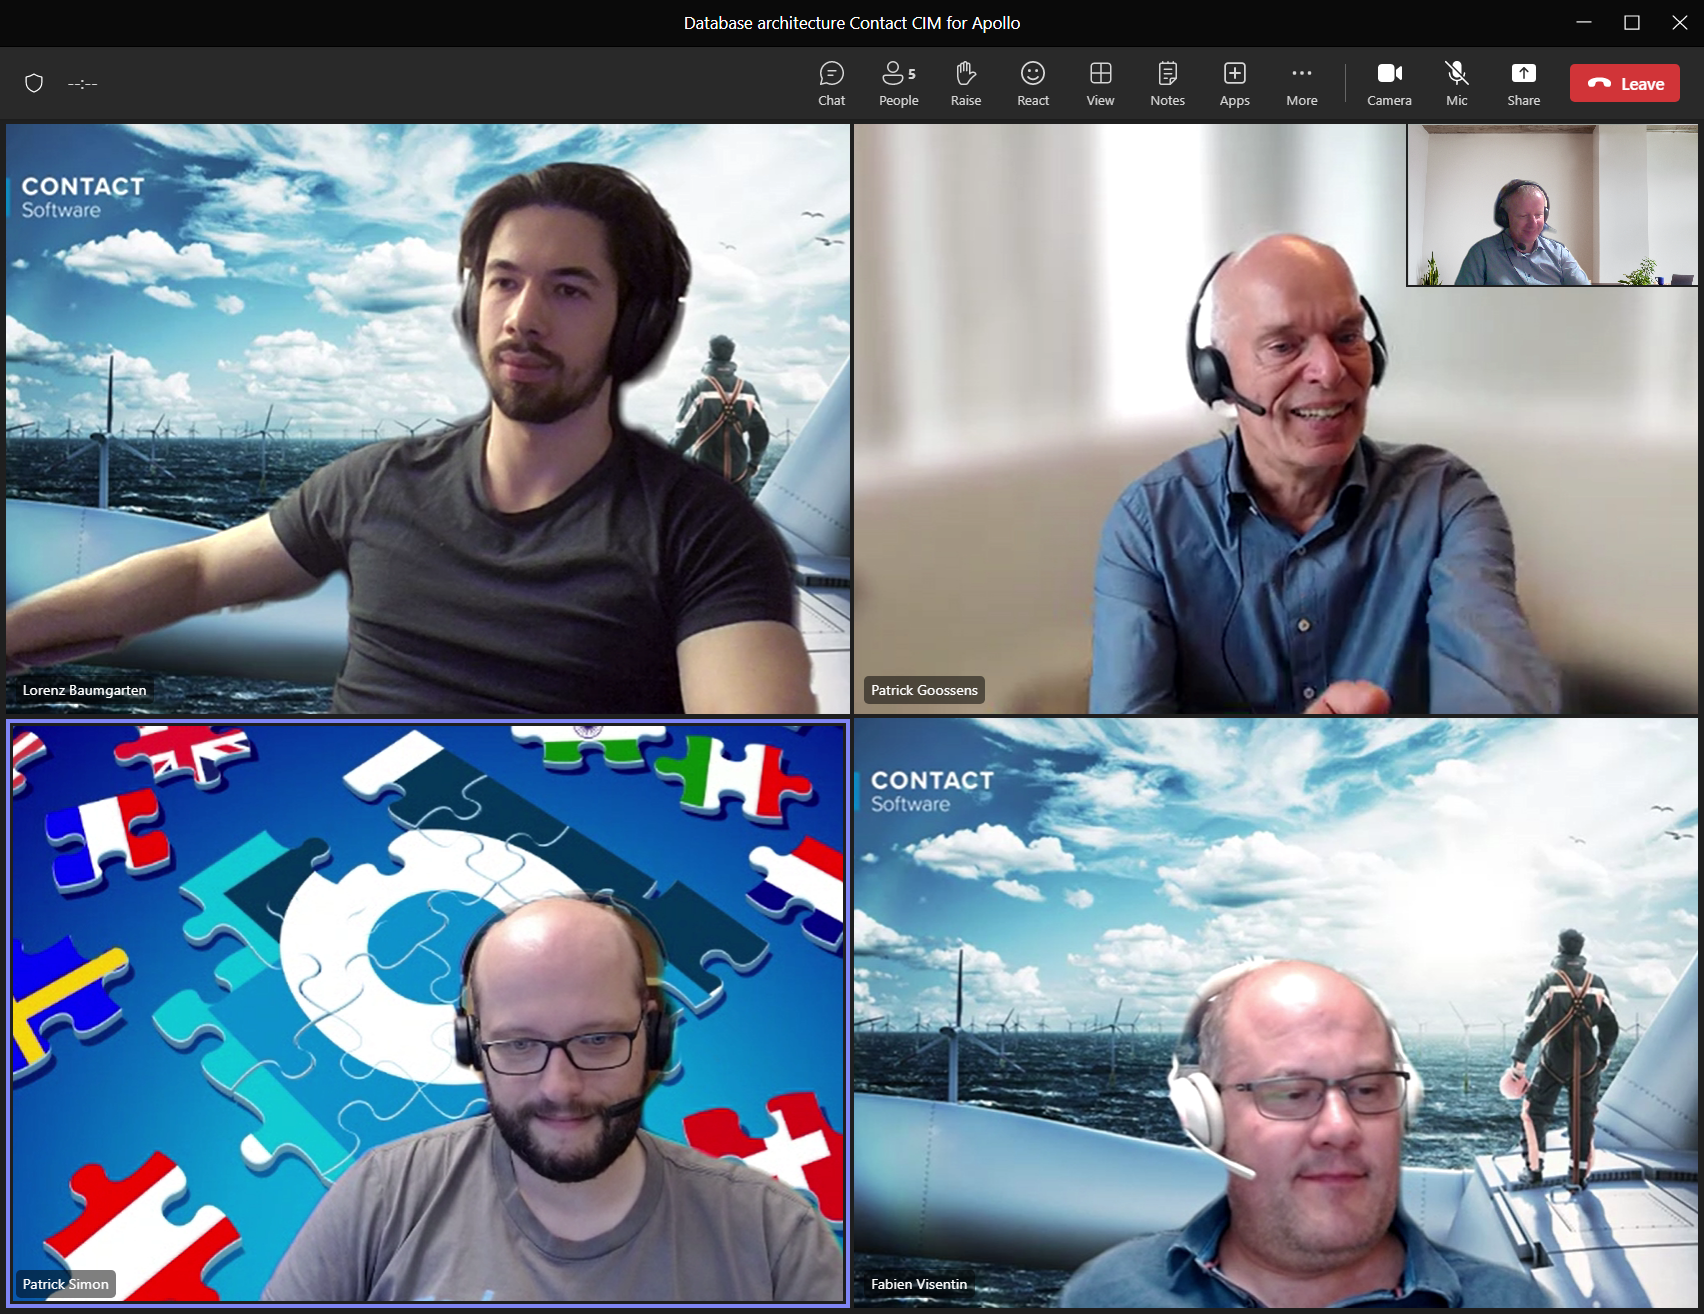 Database architecture Contact CIM for Apollo
--:--
Chat
People
5
Raise
React
View
Notes
Apps
More
Camera
Mic
Share
Leave
CONTACT
Software
Lorenz Baumgarten
Patrick Goossens
CONTACT
Software
Patrick Simon
Fabien Visentin